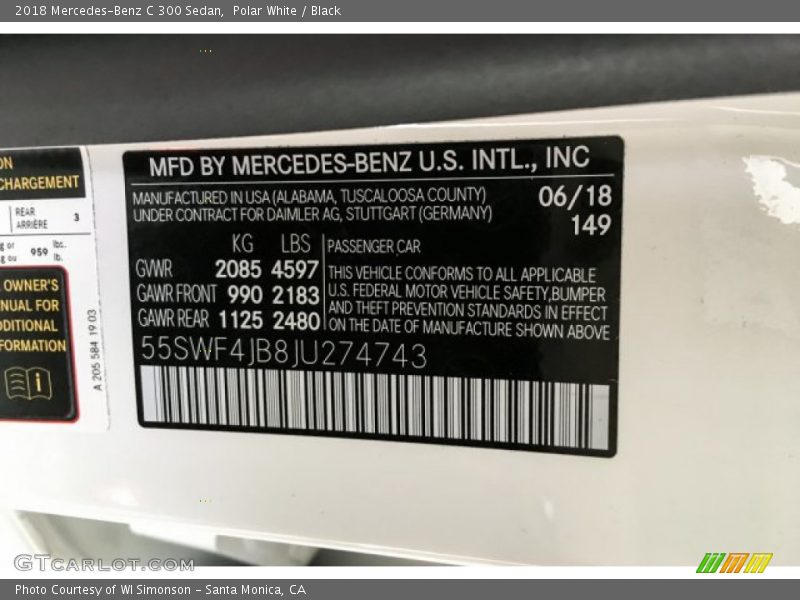 2018 Mercedes-Benz C 300 Sedan, Polar White / Black
ON
CHARGEMENT
REAR
ARRIÈRE
3
959
lbs.
lb.
OWNER'S
NUAL FOR
DDITIONAL
FORMATION
A 205 584 19 03
MFD BY MERCEDES-BENZ U.S. INTL., INC
MANUFACTURED IN USA (ALABAMA, TUSCALOOSA COUNTY)
UNDER CONTRACT FOR DAIMLER AG, STUTTGART (GERMANY)
06/18
149
KG LBS
GVWR 2085 4597
GAWR FRONT 990 2183
GAWR REAR 1125 2480
PASSENGER CAR
THIS VEHICLE CONFORMS TO ALL APPLICABLE
U.S. FEDERAL MOTOR VEHICLE SAFETY,BUMPER
AND THEFT PREVENTION STANDARDS IN EFFECT
ON THE DATE OF MANUFACTURE SHOWN ABOVE
55SWF4JB8JU274743
GTCARLOT.COM
Photo Courtesy of WI Simonson - Santa Monica, CA